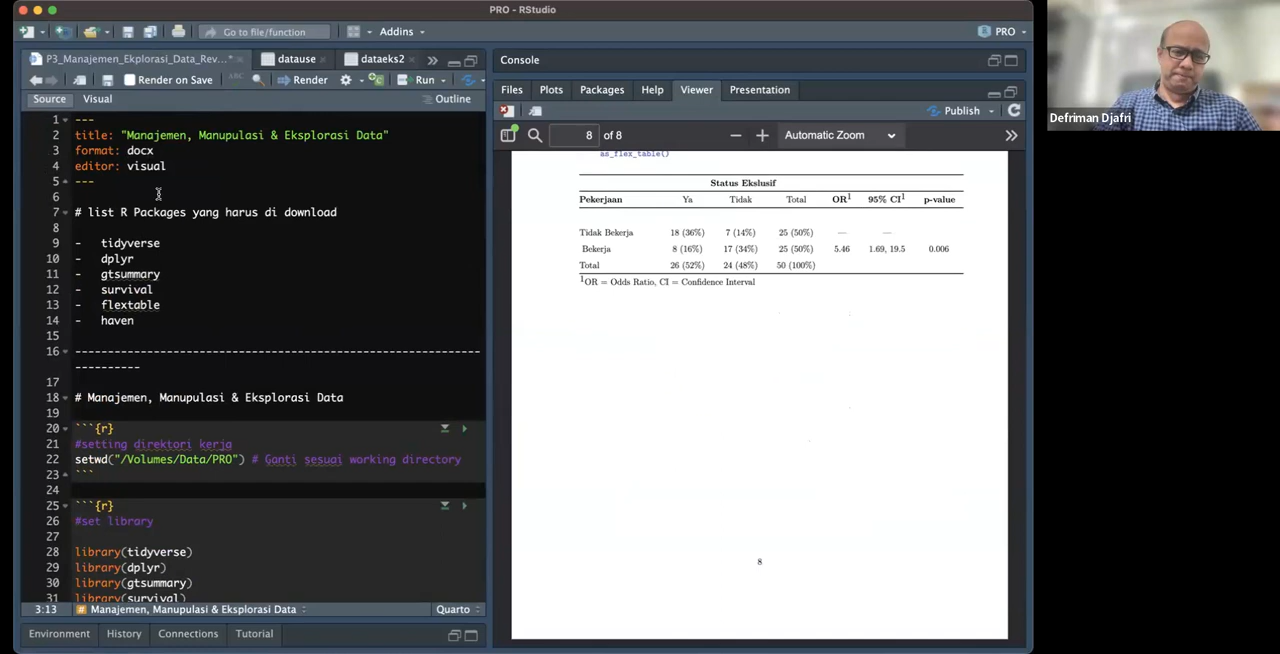 PRO - RStudio
Go to file/function
Addins
PRO
P3_Manajemen_Ekplorasi_Data_Rev...*
datause
dataeks2
Console
Render on Save
ABC
Render
Run
Files Plots Packages Help Viewer Presentation
Source Visual
Outline
Publish
8 of 8
Automatic Zoom
1 ---
2 title: "Manajemen, Manupulasi & Eksplorasi Data"
3 format: docx
4 editor: visual
5 ---
6
7 # list R Packages yang harus di download
8
9 - tidyverse
10 - dplyr
11 - gtsummary
12 - survival
13 - flextable
14 - haven
15
16 ------------------------------------------------------------
----------
17
18 # Manajemen, Manupulasi & Eksplorasi Data
19
20 ```{r}
21 #setting direktori kerja
22 setwd("/Volumes/Data/PRO") # Ganti sesuai working directory
23 ```
24
25 ```{r}
26 #set library
27
28 library(tidyverse)
29 library(dplyr)
30 library(gtsummary)
31 library(survival)
3:13 # Manajemen, Manupulasi & Eksplorasi Data
Quarto
Environment History Connections Tutorial
as_flex_table()
Status Ekslusif
Pekerjaan Ya Tidak Total OR1 95% CI1 p-value
Tidak Bekerja 18 (36%) 7 (14%) 25 (50%) — —
Bekerja 8 (16%) 17 (34%) 25 (50%) 5.46 1.69, 19.5 0.006
Total 26 (52%) 24 (48%) 50 (100%)
1OR = Odds Ratio, CI = Confidence Interval
8
Defriman Djafri